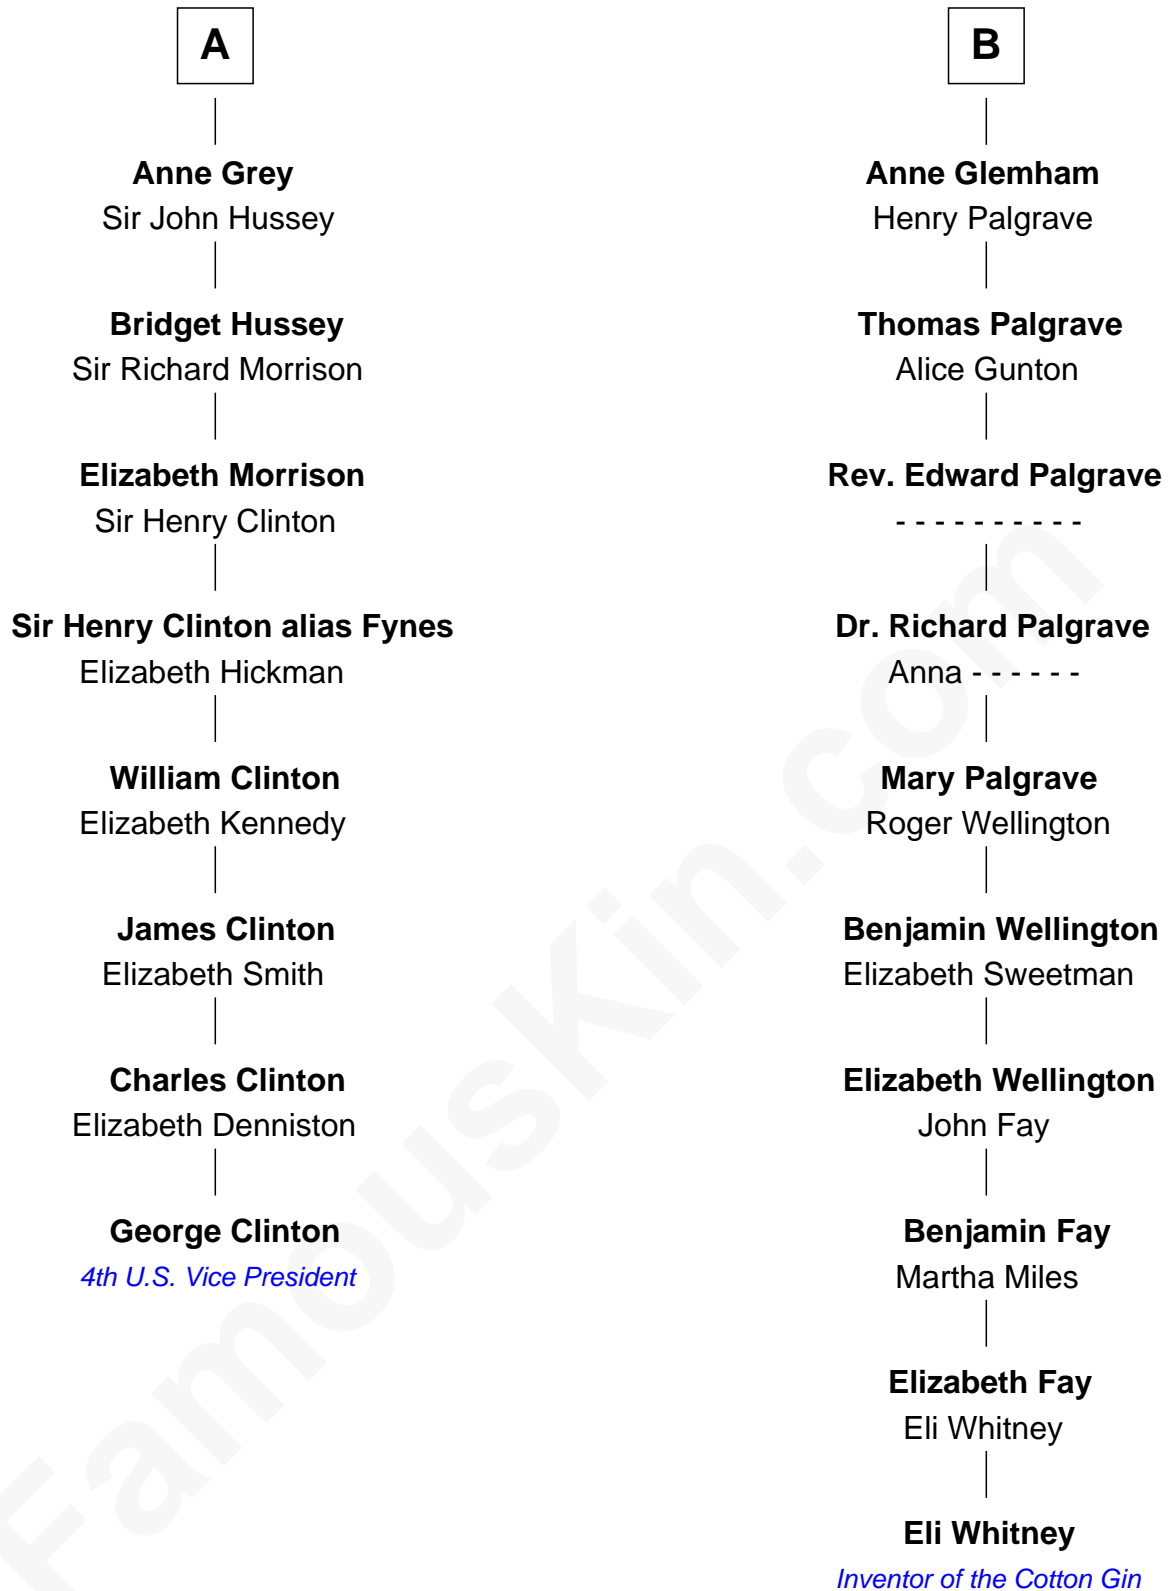 A
Anne Grey
Sir John Hussey
Bridget Hussey
Sir Richard Morrison
Elizabeth Morrison
Sir Henry Clinton
Sir Henry Clinton alias Fynes
Elizabeth Hickman
William Clinton
Elizabeth Kennedy
James Clinton
Elizabeth Smith
Charles Clinton
Elizabeth Denniston
George Clinton
4th U.S. Vice President
B
Anne Glemham
Henry Palgrave
Thomas Palgrave
Alice Gunton
Rev. Edward Palgrave
- - - - - - - - - -
Dr. Richard Palgrave
Anna - - - - - -
Mary Palgrave
Roger Wellington
Benjamin Wellington
Elizabeth Sweetman
Elizabeth Wellington
John Fay
Benjamin Fay
Martha Miles
Elizabeth Fay
Eli Whitney
Eli Whitney
Inventor of the Cotton Gin
FamousKin.com